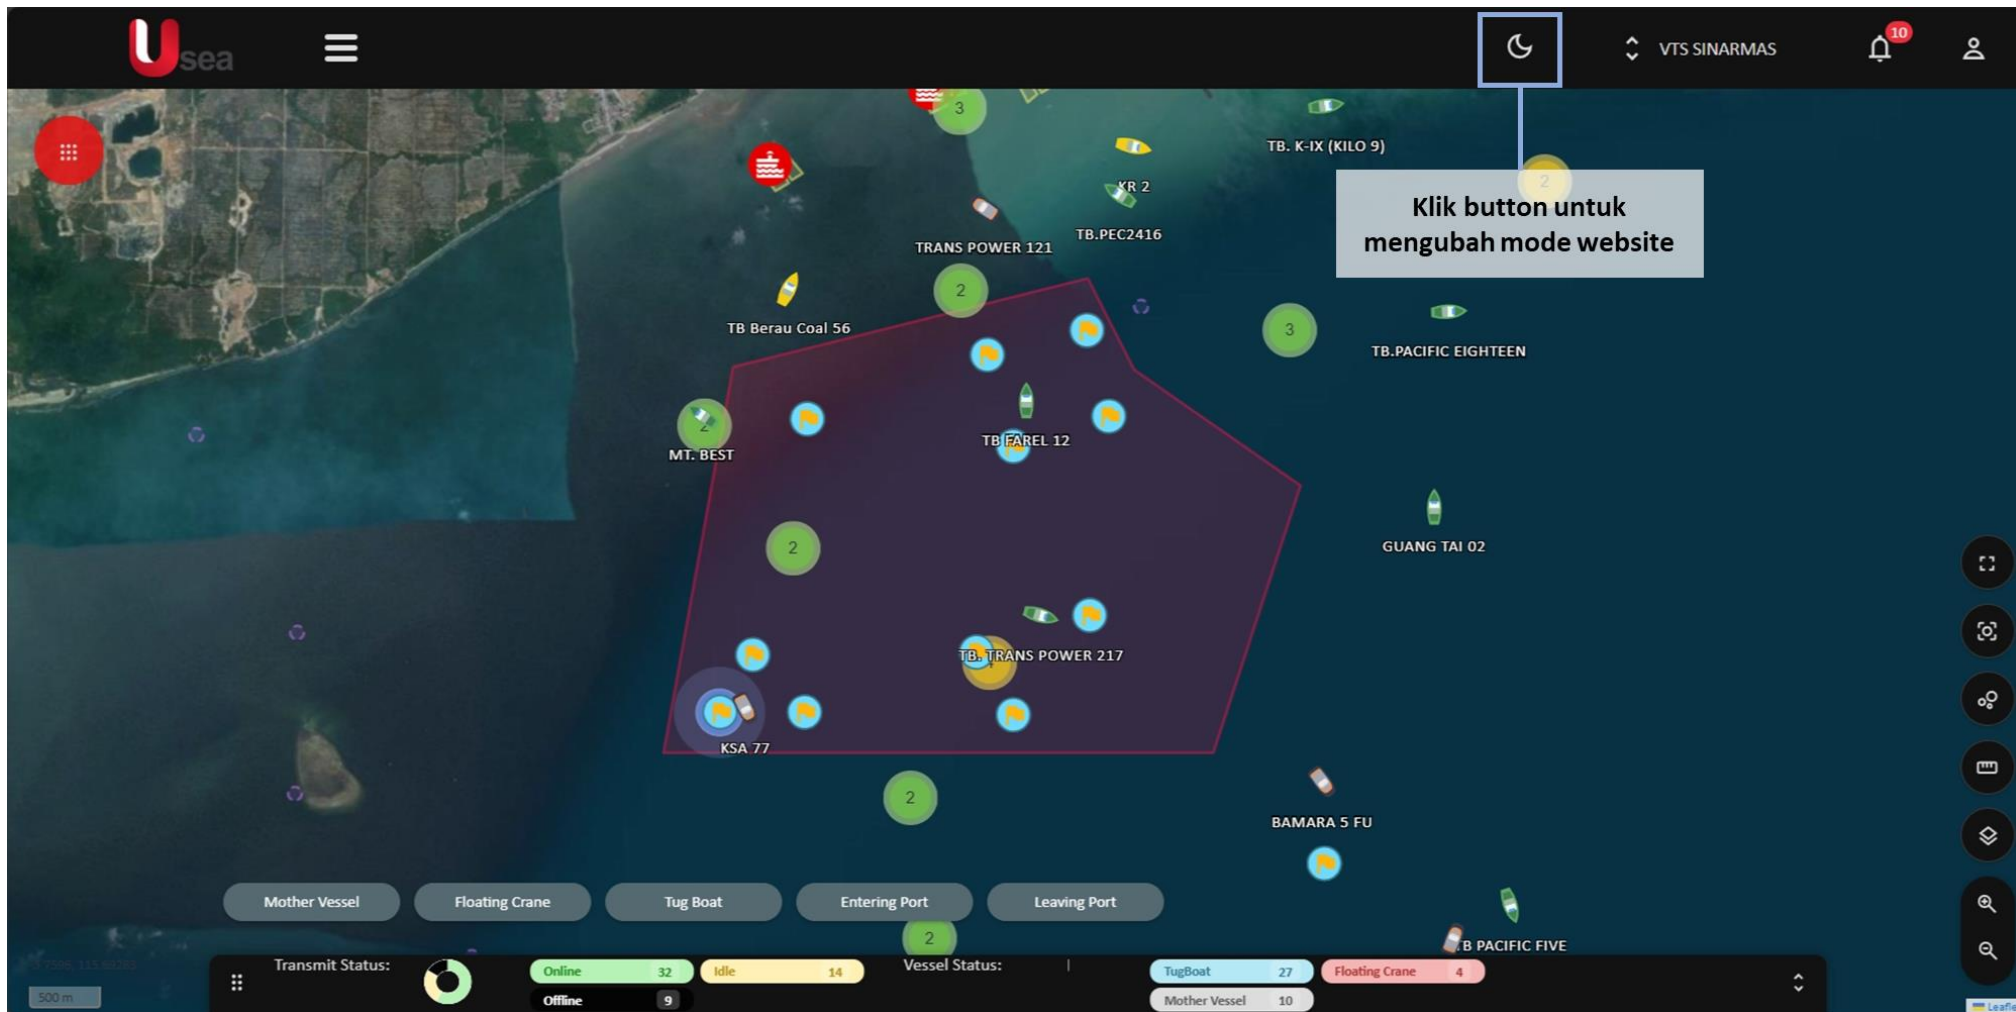 Usea
VTS SINARMAS
10
3
TB. K-IX (KILO 9)
2
KR 2
Klik button untuk
mengubah mode website
TB.PEC2416
TRANS POWER 121
2
TB Berau Coal 56
3
TB.PACIFIC EIGHTEEN
2
TB FAREL 12
MT. BEST
2
GUANG TAI 02
TB. TRANS POWER 217
KSA 77
2
BAMARA 5 FU
Mother Vessel
Floating Crane
Tug Boat
Entering Port
Leaving Port
2
B PACIFIC FIVE
Transmit Status:
Online 32
Idle 14
Offline 9
Vessel Status:
TugBoat 27
Floating Crane 4
Mother Vessel 10
500 m